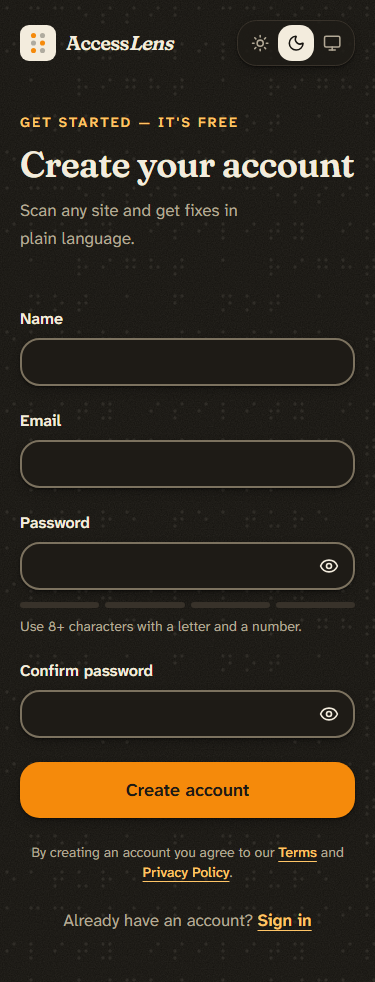 AccessLens
GET STARTED — IT'S FREE
Create your account
Scan any site and get fixes in
plain language.
Name
Email
Password
Use 8+ characters with a letter and a number.
Confirm password
Create account
By creating an account you agree to our Terms and
Privacy Policy.
Already have an account? Sign in